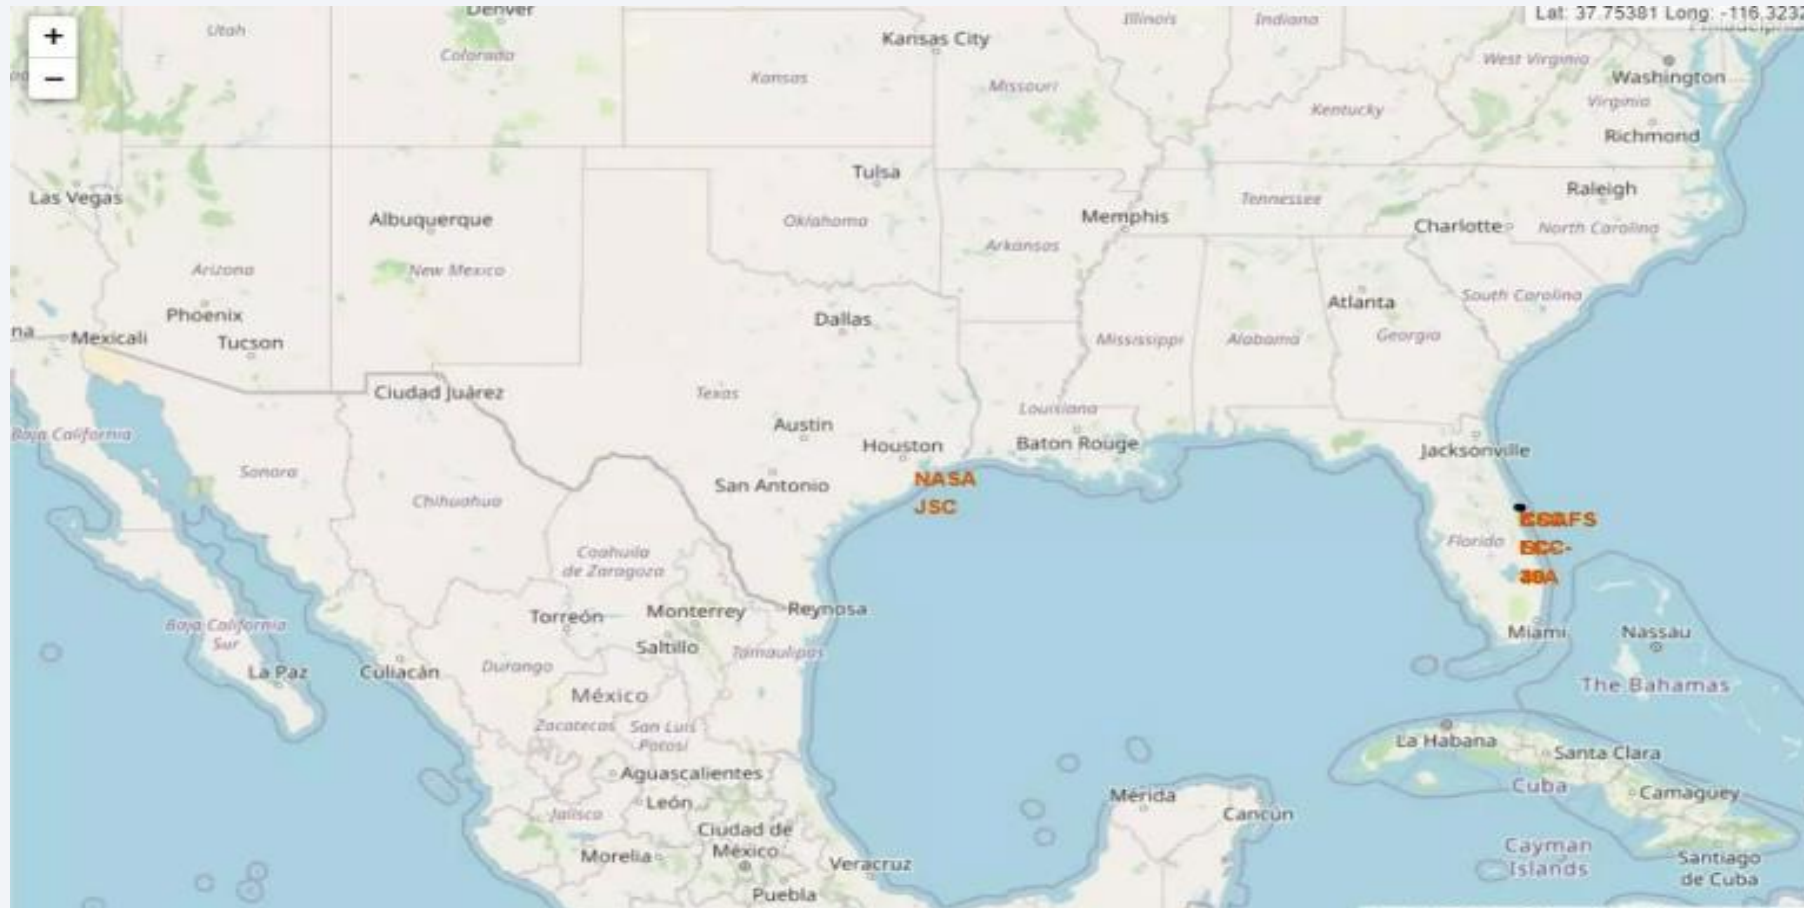 Denver
Illinois
Indiana
Lat: 37.75381 Long: -116.3232
Utah
+
Kansas City
Colorado
West Virginia
Washington
−
Kansas
Missouri
Kentucky
Virginia
Richmond
Tulsa
Las Vegas
Tennessee
Raleigh
Albuquerque
Oklahoma
Memphis
Charlotte
North Carolina
Arkansas
Arizona
New Mexico
South Carolina
Atlanta
Phoenix
Dallas
na
Mexicali
Tucson
Mississippi
Alabama
Georgia
Ciudad Juárez
Texas
Louisiana
Austin
Baja California
Houston
Baton Rouge
Jacksonville
Sonora
NASA
JSC
San Antonio
Chihuahua
Florida
Coahuila
de Zaragoza
Torreón
Monterrey
Reynosa
Baja California
Sur
Saltillo
Tamaulipas
Miami
Nassau
La Paz
Culiacán
Durango
México
The Bahamas
Zacatecas
San Luis
Potosí
La Habana
Santa Clara
Aguascalientes
Cuba
Camagüey
León
Mérida
Cancún
Jalisco
Ciudad de
México
Morelia
Veracruz
Cayman
Islands
Santiago
de Cuba
Puebla